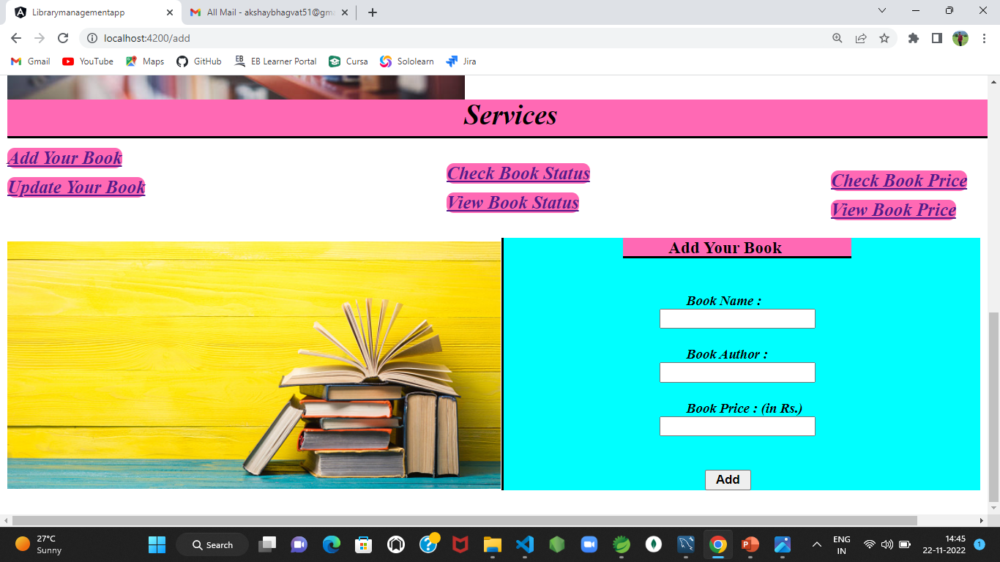 Librarymanagementapp
All Mail - akshaybhagvat51@gma
localhost:4200/add
Gmail
YouTube
Maps
GitHub
EB
EB Learner Portal
Cursa
Sololearn
Jira
Services
Add Your Book
Update Your Book
Check Book Status
View Book Status
Check Book Price
View Book Price
Add Your Book
Book Name :
Book Author :
Book Price : (in Rs.)
Add
27°C
Sunny
Search
ENG
IN
14:45
22-11-2022
1